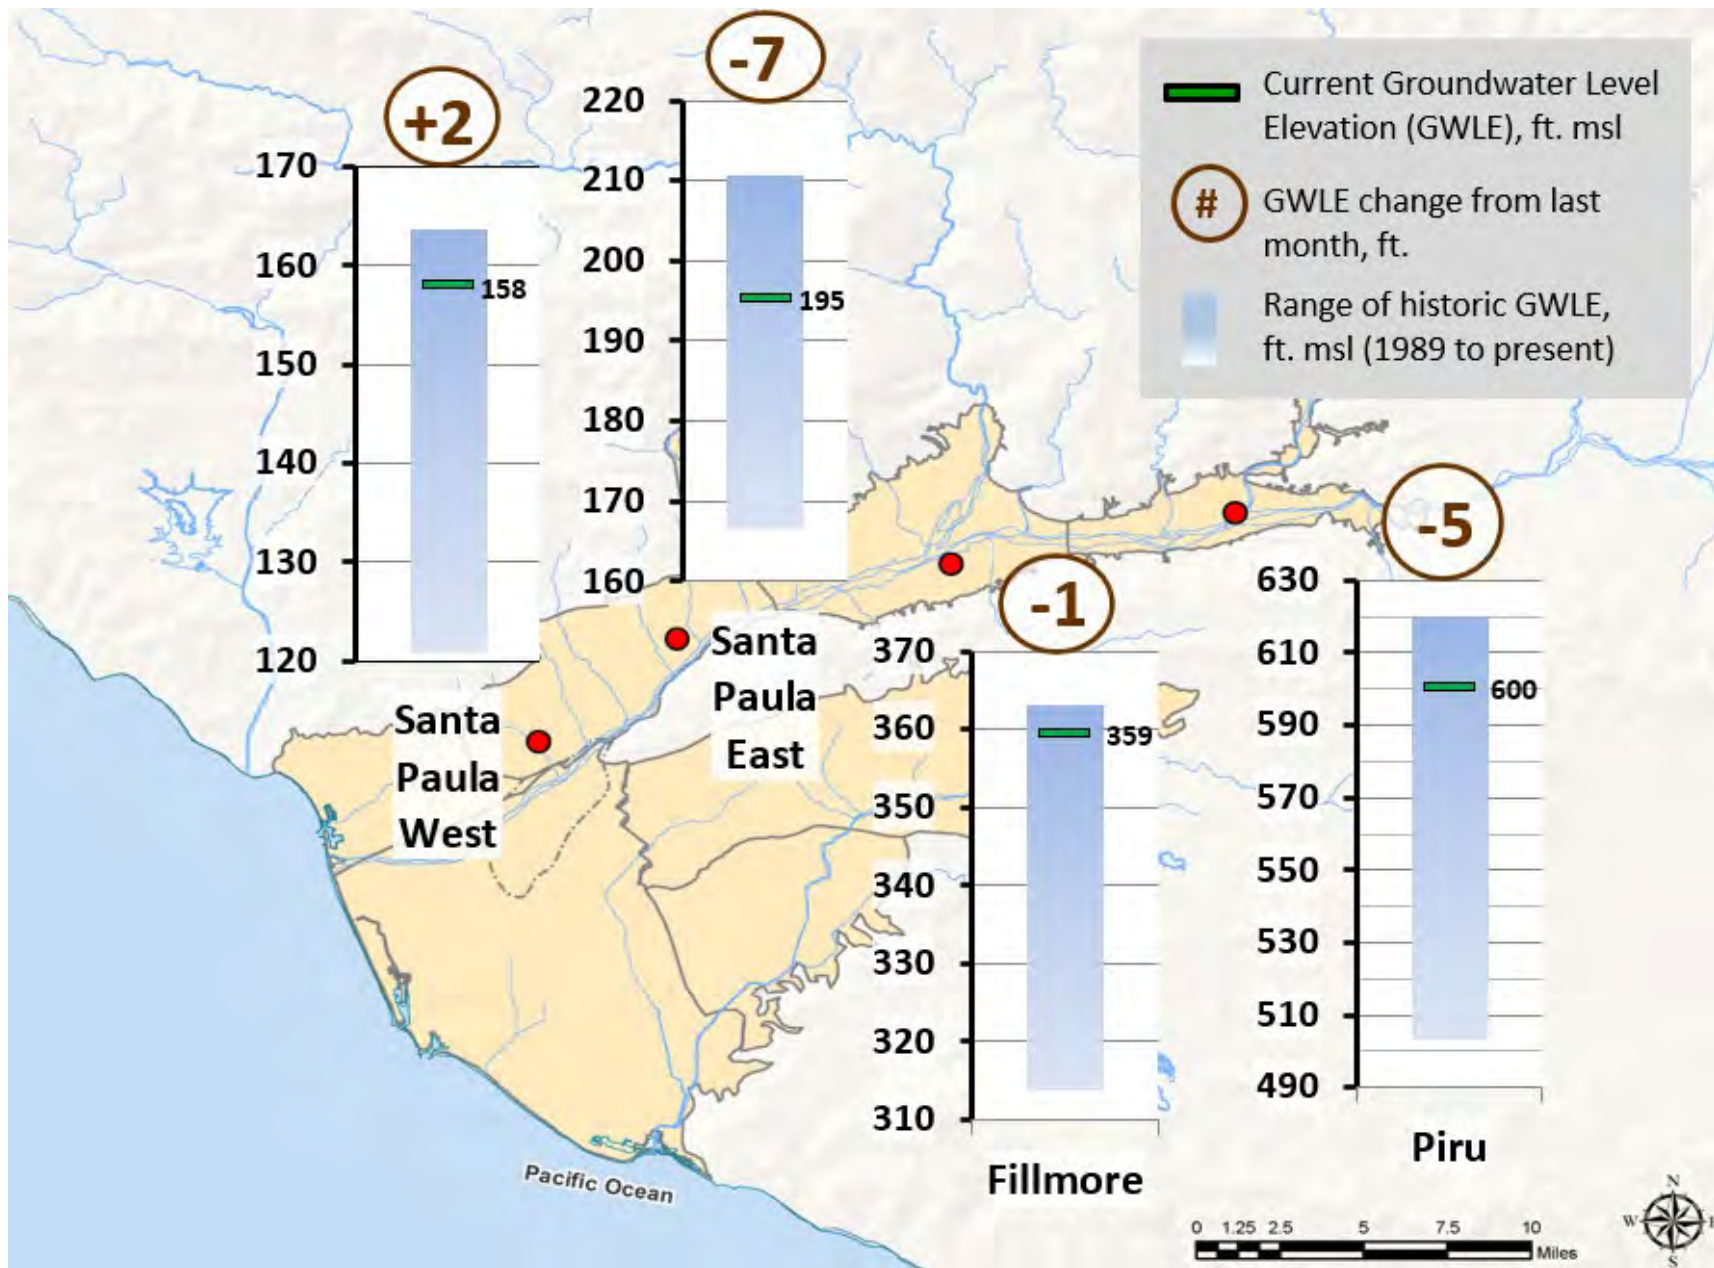 +2
170
160
150
140
130
120
158
Santa
Paula
West
-7
220
210
200
190
180
170
160
195
Santa
Paula
East
Current Groundwater Level
Elevation (GWLE), ft. msl
#
GWLE change from last
month, ft.
Range of historic GWLE,
ft. msl (1989 to present)
-1
370
360
350
340
330
320
310
359
Fillmore
-5
630
610
590
570
550
530
510
490
600
Piru
Pacific Ocean
0 1.25 2.5 5 7.5 10
Miles
N
W
E
S